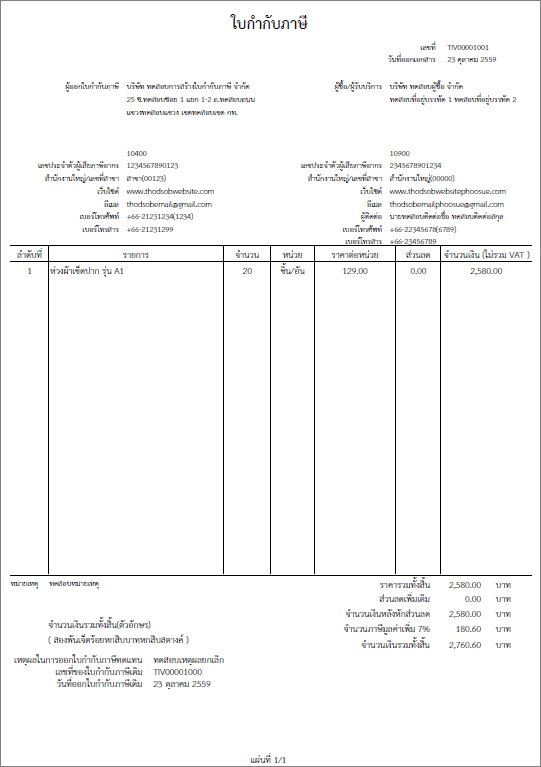 ใบกำกับภาษี
เลขที่ TIV00001001
วันที่ออกเอกสาร 23 ตุลาคม 2559
ผู้ออกใบกำกับภาษี บริษัท ทดสอบการสร้างใบกำกับภาษี จำกัด ผู้ซื้อ/ผู้รับบริการ บริษัท ทดสอบผู้ซื้อ จำกัด
25 ซ.ทดสอบซอย 1 แยก 1-2 ถ.ทดสอบถนน ทดสอบที่อยู่บรรทัด 1 ทดสอบที่อยู่บรรทัด 2
แขวงทดสอบแขวง เขตทดสอบเขต กท.
10400 10900
เลขประจำตัวผู้เสียภาษีอากร 1234567890123 เลขประจำตัวผู้เสียภาษีอากร 2345678901234
สำนักงานใหญ่/เลขที่สาขา สาขา(00123) สำนักงานใหญ่/เลขที่สาขา สำนักงานใหญ่(00000)
เว็บไซต์ www.thodsobwebsite.com เว็บไซต์ www.thodsobwebsitephoosue.com
อีเมล thodsobemail@gmail.com อีเมล thodsobemailphoosue@gmail.com
เบอร์โทรศัพท์ +66-21231234(1234) ผู้ติดต่อ นายทดสอบติดต่อชื่อ ทดสอบติดต่อสกุล
เบอร์โทรสาร +66-21231299 เบอร์โทรศัพท์ +66-22345678(6789)
เบอร์โทรสาร +66-23456789
ลำดับที่ รายการ จำนวน หน่วย ราคาต่อหน่วย ส่วนลด จำนวนเงิน (ไม่รวม VAT )
1 ห่วงผ้าเช็ดปาก รุ่น A1 20 ชิ้น/อัน 129.00 0.00 2,580.00
หมายเหตุ ทดสอบหมายเหตุ ราคารวมทั้งสิ้น 2,580.00 บาท
ส่วนลดเพิ่มเติม 0.00 บาท
จำนวนเงินหลังหักส่วนลด 2,580.00 บาท
จำนวนเงินรวมทั้งสิ้น(ตัวอักษร) จำนวนภาษีมูลค่าเพิ่ม 7% 180.60 บาท
( สองพันเจ็ดร้อยหกสิบบาทหกสิบสตางค์ ) จำนวนเงินรวมทั้งสิ้น 2,760.60 บาท
เหตุผลในการออกใบกำกับภาษีทดแทน ทดสอบเหตุผลยกเลิก
เลขที่ของใบกำกับภาษีเดิม TIV00001000
วันที่ออกใบกำกับภาษีเดิม 23 ตุลาคม 2559
แผ่นที่ 1/1